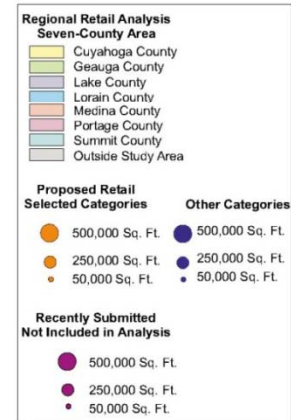 Regional Retail Analysis
Seven-County Area
Cuyahoga County
Geauga County
Lake County
Lorain County
Medina County
Portage County
Summit County
Outside Study Area
Proposed Retail
Selected Categories
500,000 Sq. Ft.
250,000 Sq. Ft.
50,000 Sq. Ft.
Other Categories
500,000 Sq. Ft.
250,000 Sq. Ft.
50,000 Sq. Ft.
Recently Submitted
Not Included in Analysis
500,000 Sq. Ft.
250,000 Sq. Ft.
50,000 Sq. Ft.